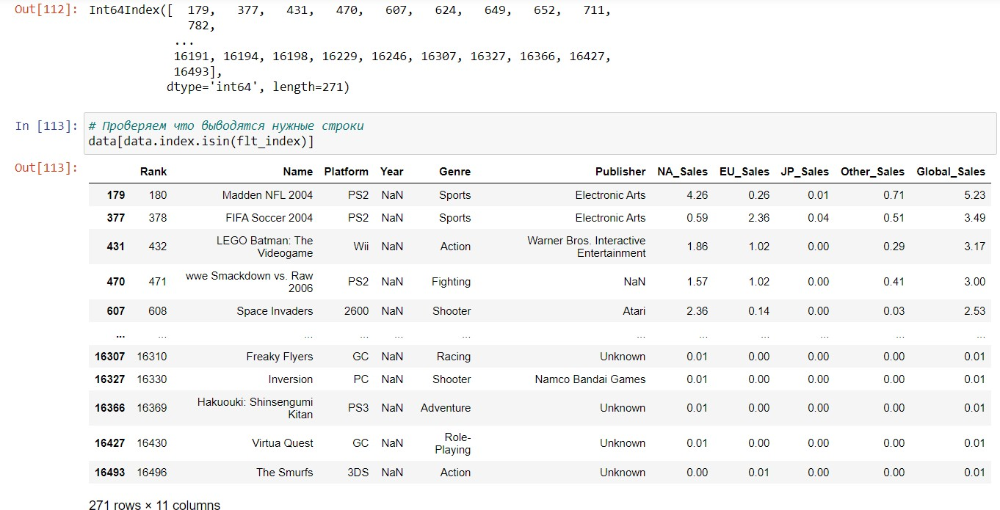 Out[112]: Int64Index([ 179, 377, 431, 470, 607, 624, 649, 652, 711,
782,
...
16191, 16194, 16198, 16229, 16246, 16307, 16327, 16366, 16427,
16493],
dtype='int64', length=271)
In [113]: # Проверяем что выводятся нужные строки
data[data.index.isin(flt_index)]
Out[113]:
Rank Name Platform Year Genre Publisher NA_Sales EU_Sales JP_Sales Other_Sales Global_Sales
179 180 Madden NFL 2004 PS2 NaN Sports Electronic Arts 4.26 0.26 0.01 0.71 5.23
377 378 FIFA Soccer 2004 PS2 NaN Sports Electronic Arts 0.59 2.36 0.04 0.51 3.49
431 432 LEGO Batman: The Videogame Wii NaN Action Warner Bros. Interactive Entertainment 1.86 1.02 0.00 0.29 3.17
470 471 wwe Smackdown vs. Raw 2006 PS2 NaN Fighting NaN 1.57 1.02 0.00 0.41 3.00
607 608 Space Invaders 2600 NaN Shooter Atari 2.36 0.14 0.00 0.03 2.53
... ... ... ... ... ... ... ... ... ... ... ...
16307 16310 Freaky Flyers GC NaN Racing Unknown 0.01 0.00 0.00 0.00 0.01
16327 16330 Inversion PC NaN Shooter Namco Bandai Games 0.01 0.00 0.00 0.00 0.01
16366 16369 Hakuouki: Shinsengumi Kitan PS3 NaN Adventure Unknown 0.01 0.00 0.00 0.00 0.01
16427 16430 Virtua Quest GC NaN Role-Playing Unknown 0.01 0.00 0.00 0.00 0.01
16493 16496 The Smurfs 3DS NaN Action Unknown 0.00 0.01 0.00 0.00 0.01
271 rows × 11 columns